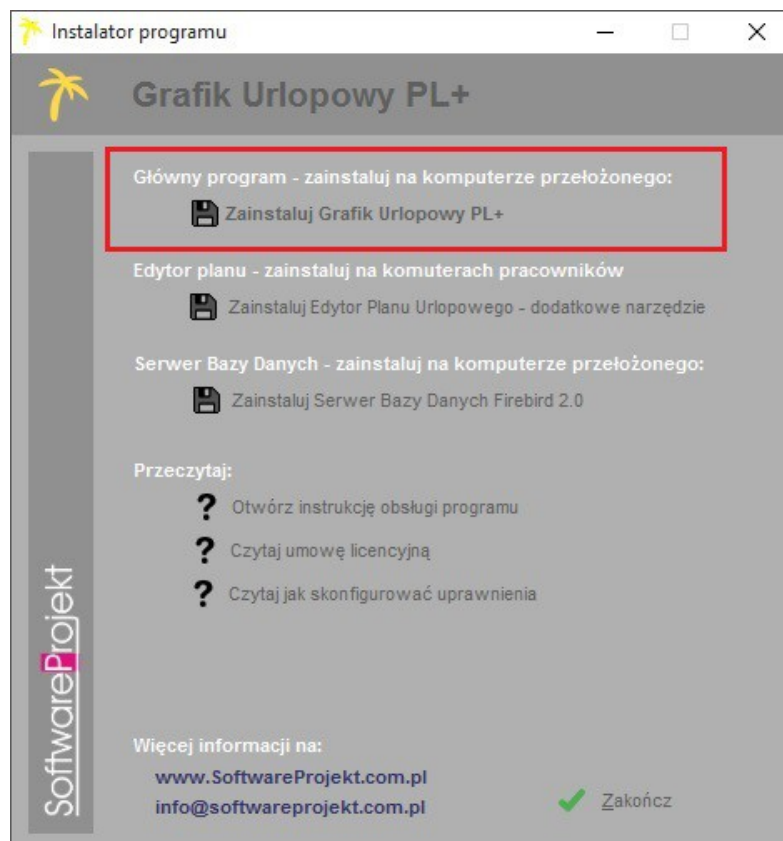 Instalator programu
Grafik Urlopowy PL+
Główny program - zainstaluj na komputerze przełożonego:
Zainstaluj Grafik Urlopowy PL+
Edytor planu - zainstaluj na komuterach pracowników
Zainstaluj Edytor Planu Urlopowego - dodatkowe narzędzie
Serwer Bazy Danych - zainstaluj na komputerze przełożonego:
Zainstaluj Serwer Bazy Danych Firebird 2.0
Przeczytaj:
? Otwórz instrukcję obsługi programu
? Czytaj umowę licencyjną
? Czytaj jak skonfigurować uprawnienia
SoftwareProjekt
Więcej informacji na:
www.SoftwareProjekt.com.pl
info@softwareprojekt.com.pl
Zakończ